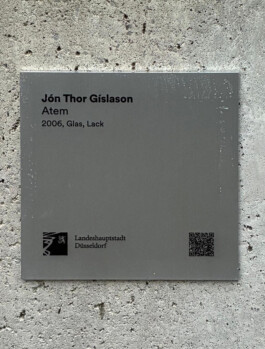 Jón Thor Gíslason
Atem
2006, Glas, Lack
Landeshauptstadt
Düsseldorf